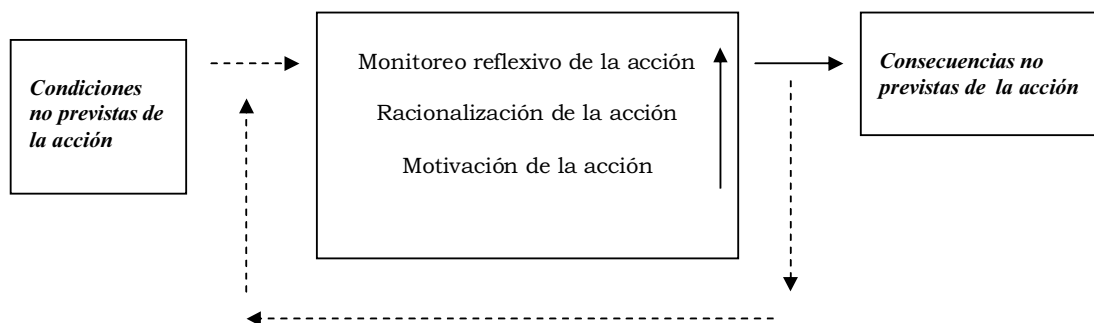 Condiciones
no previstas de
la acción
Monitoreo reflexivo de la acción
Racionalización de la acción
Motivación de la acción
Consecuencias no
previstas de la acción